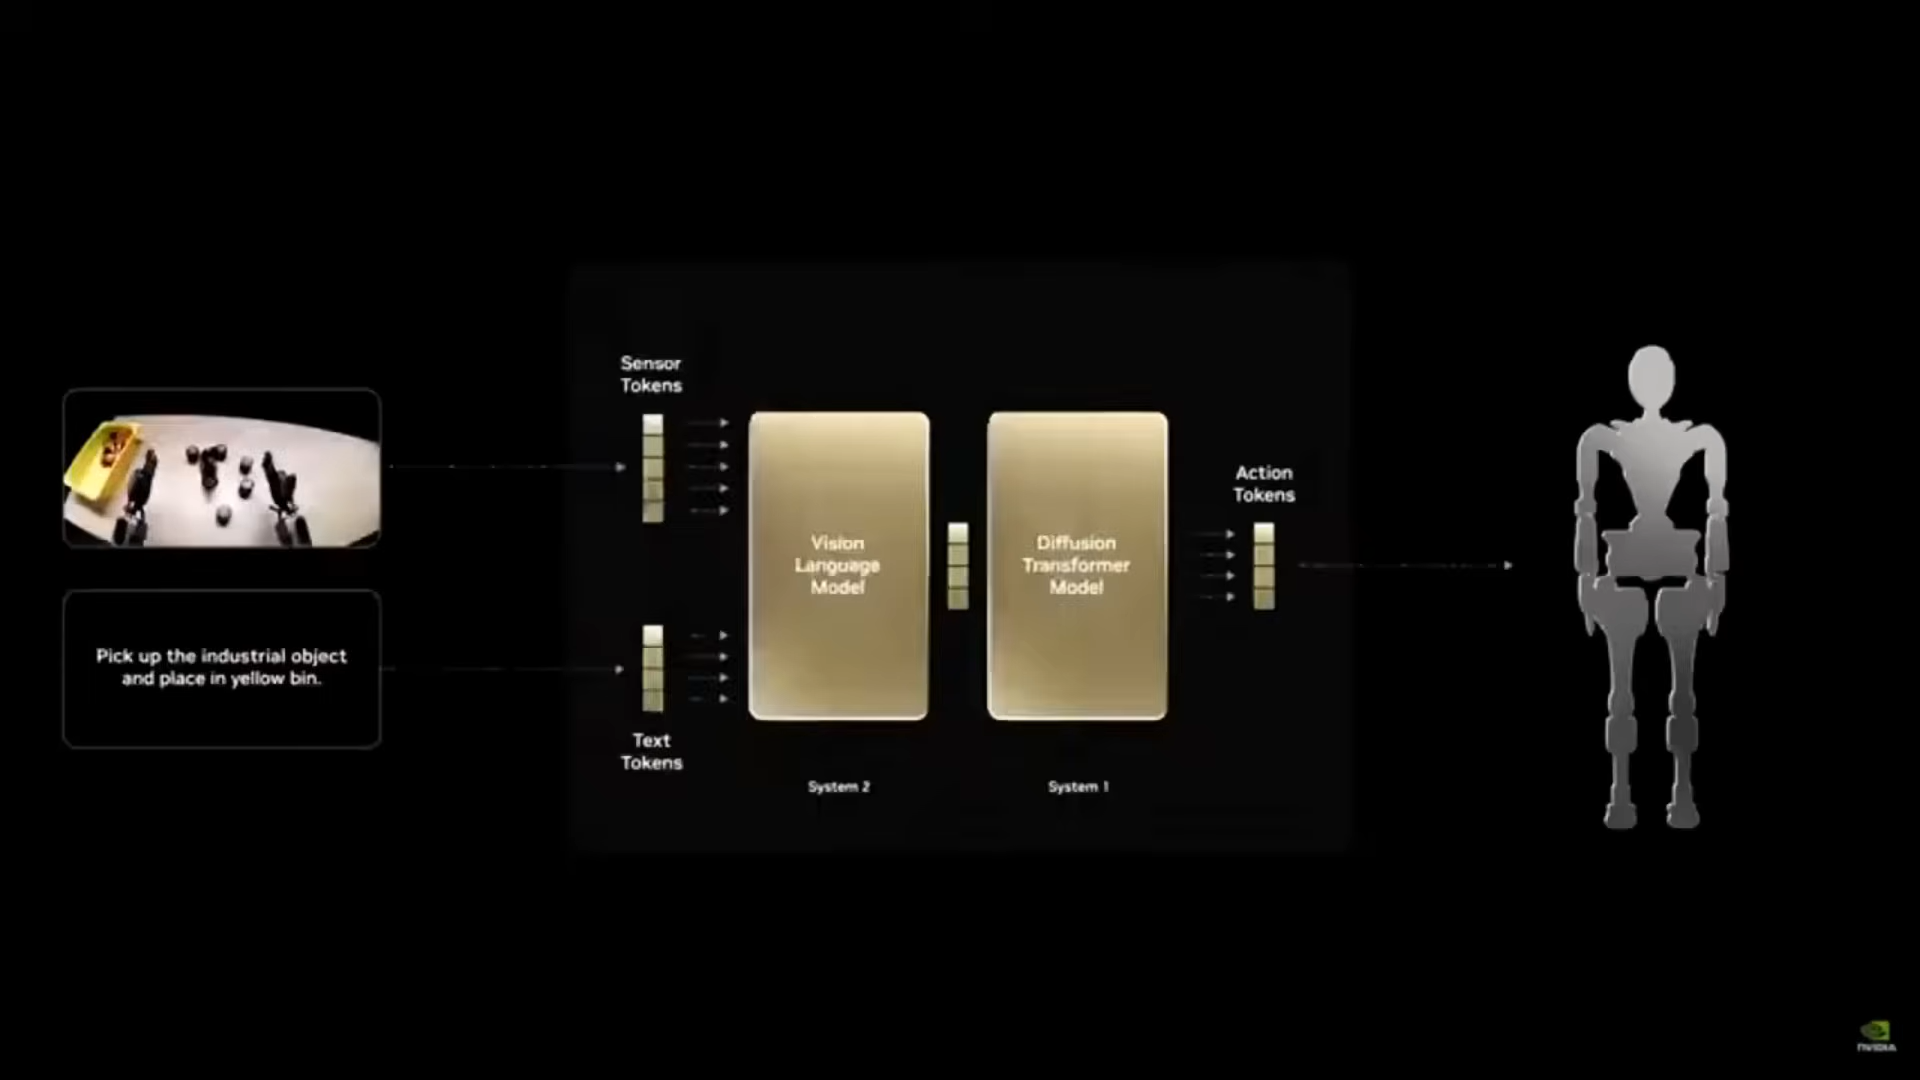 Sensor
Tokens
Pick up the industrial object
and place in yellow bin.
Text
Tokens
Vision
Language
Model
System 2
Diffusion
Transformer
Model
System 1
Action
Tokens
NVIDIA